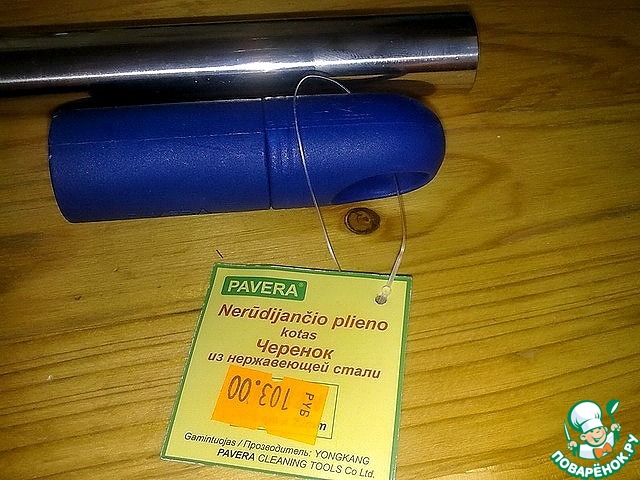 PAVERA®
Nerūdijančio plieno
kotas
Черенок
из нержавеющей стали
103.00 РУБ
m
Gamintuojas / Прозводитель: YONGKANG
PAVERA CLEANING TOOLS Co Ltd.
ПОВАРЁНОК.РУ